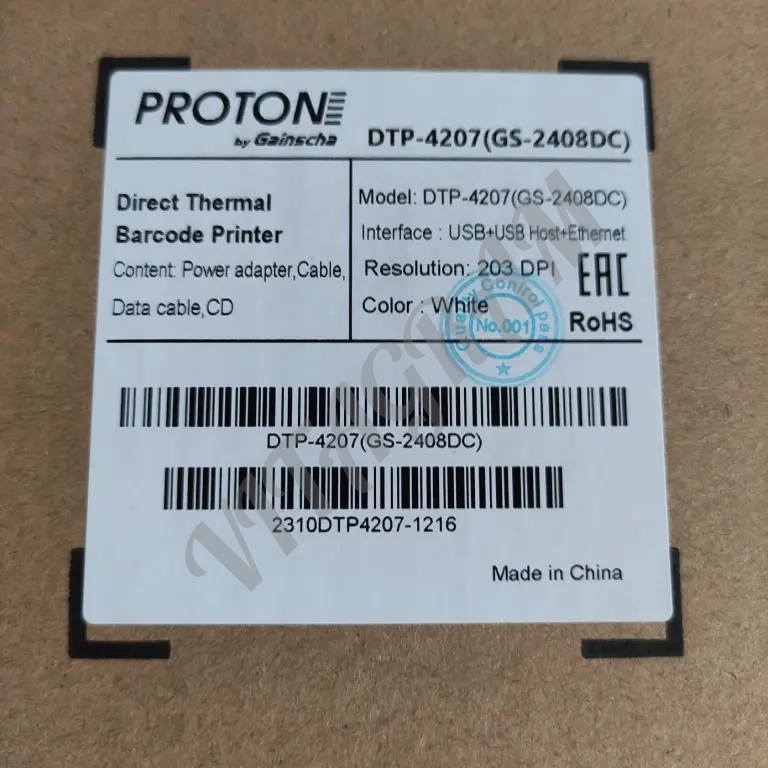 PROTON
by Gainscha
DTP-4207(GS-2408DC)
Direct Thermal
Barcode Printer
Content: Power adapter,Cable,
Data cable,CD
Model: DTP-4207(GS-2408DC)
Interface : USB+USB Host+Ethernet
Resolution: 203 DPI
Color : White
EAC
RoHS
Quality Control pass
No.001
DTP-4207(GS-2408DC)
2310DTP4207-1216
Made in China